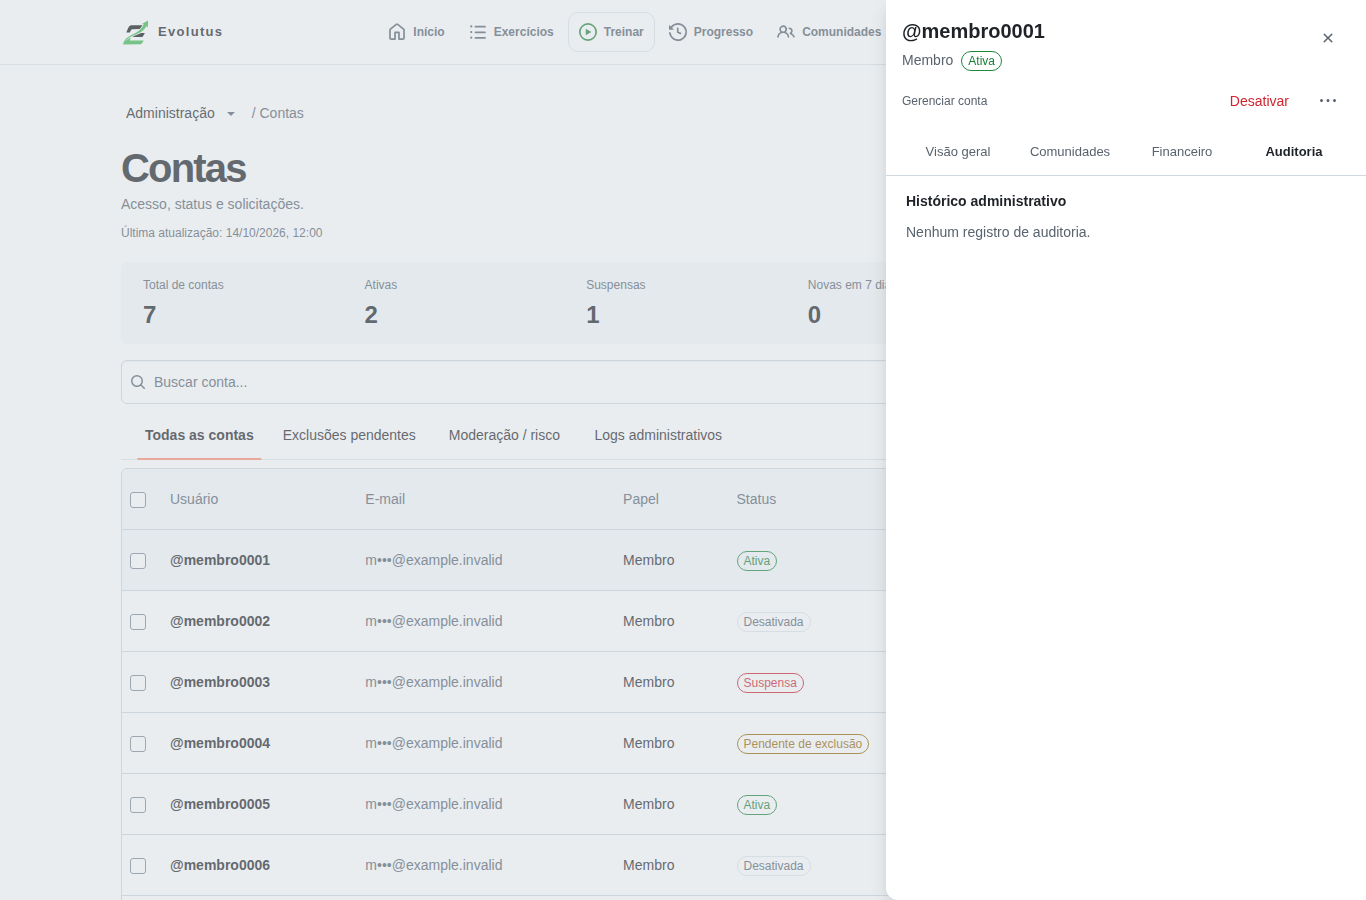 Evolutus
Início
Exercícios
Treinar
Progresso
Comunidades
Administração
/ Contas
Contas
Acesso, status e solicitações.
Última atualização: 14/10/2026, 12:00
Total de contas
7
Ativas
2
Suspensas
1
Novas em 7
0
Buscar conta...
Todas as contas
Exclusões pendentes
Moderação / risco
Logs administrativos
Usuário E-mail Papel Status
@membro0001 m•••@example.invalid Membro Ativa
@membro0002 m•••@example.invalid Membro Desativada
@membro0003 m•••@example.invalid Membro Suspensa
@membro0004 m•••@example.invalid Membro Pendente de exclusão
@membro0005 m•••@example.invalid Membro Ativa
@membro0006 m•••@example.invalid Membro Desativada
@membro0001
Membro Ativa
Gerenciar conta
Desativar
Visão geral
Comunidades
Financeiro
Auditoria
Histórico administrativo
Nenhum registro de auditoria.